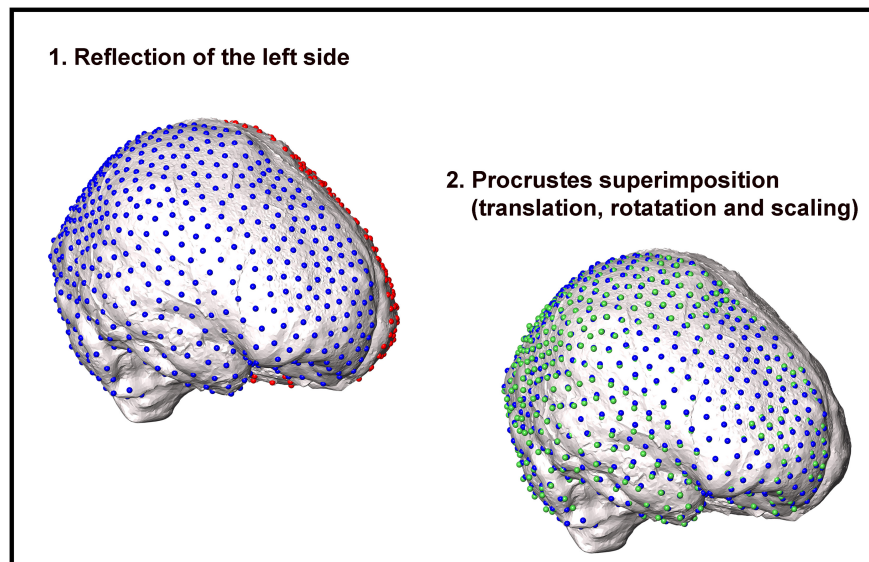 1. Reflection of the left side
2. Procrustes superimposition
(translation, rotatation and scaling)